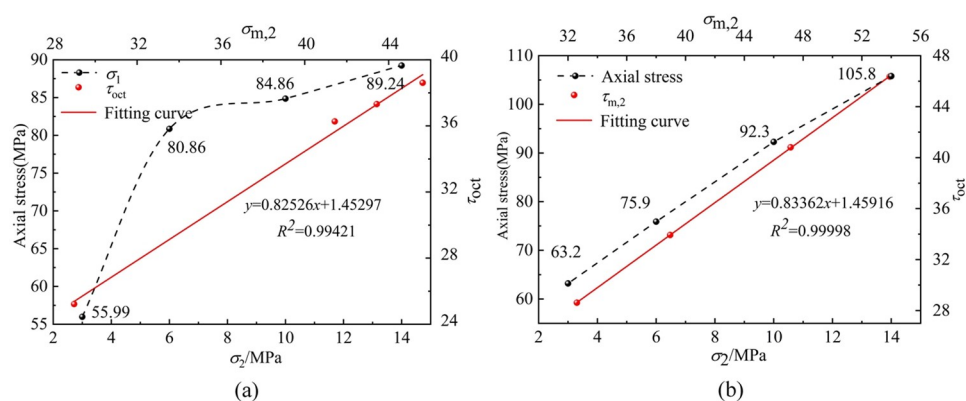 σm,2
28 32 36 40 44
90 85 80 75 70 65 60 55
Axial stress(MPa)
σ1
τoct
Fitting curve
84.86
89.24
80.86
y=0.82526x+1.45297
R2=0.99421
55.99
40 36 32 28 24
τoct
2 4 6 8 10 12 14
σ2/MPa
(a)
σm,2
32 36 40 44 48 52 56
110 100 90 80 70 60
Axial stress(MPa)
Axial stress
τm,2
Fitting curve
105.8
92.3
75.9
63.2
y=0.83362x+1.45916
R2=0.99998
48 44 40 36 32 28
τoct
2 4 6 8 10 12 14
σ2/MPa
(b)